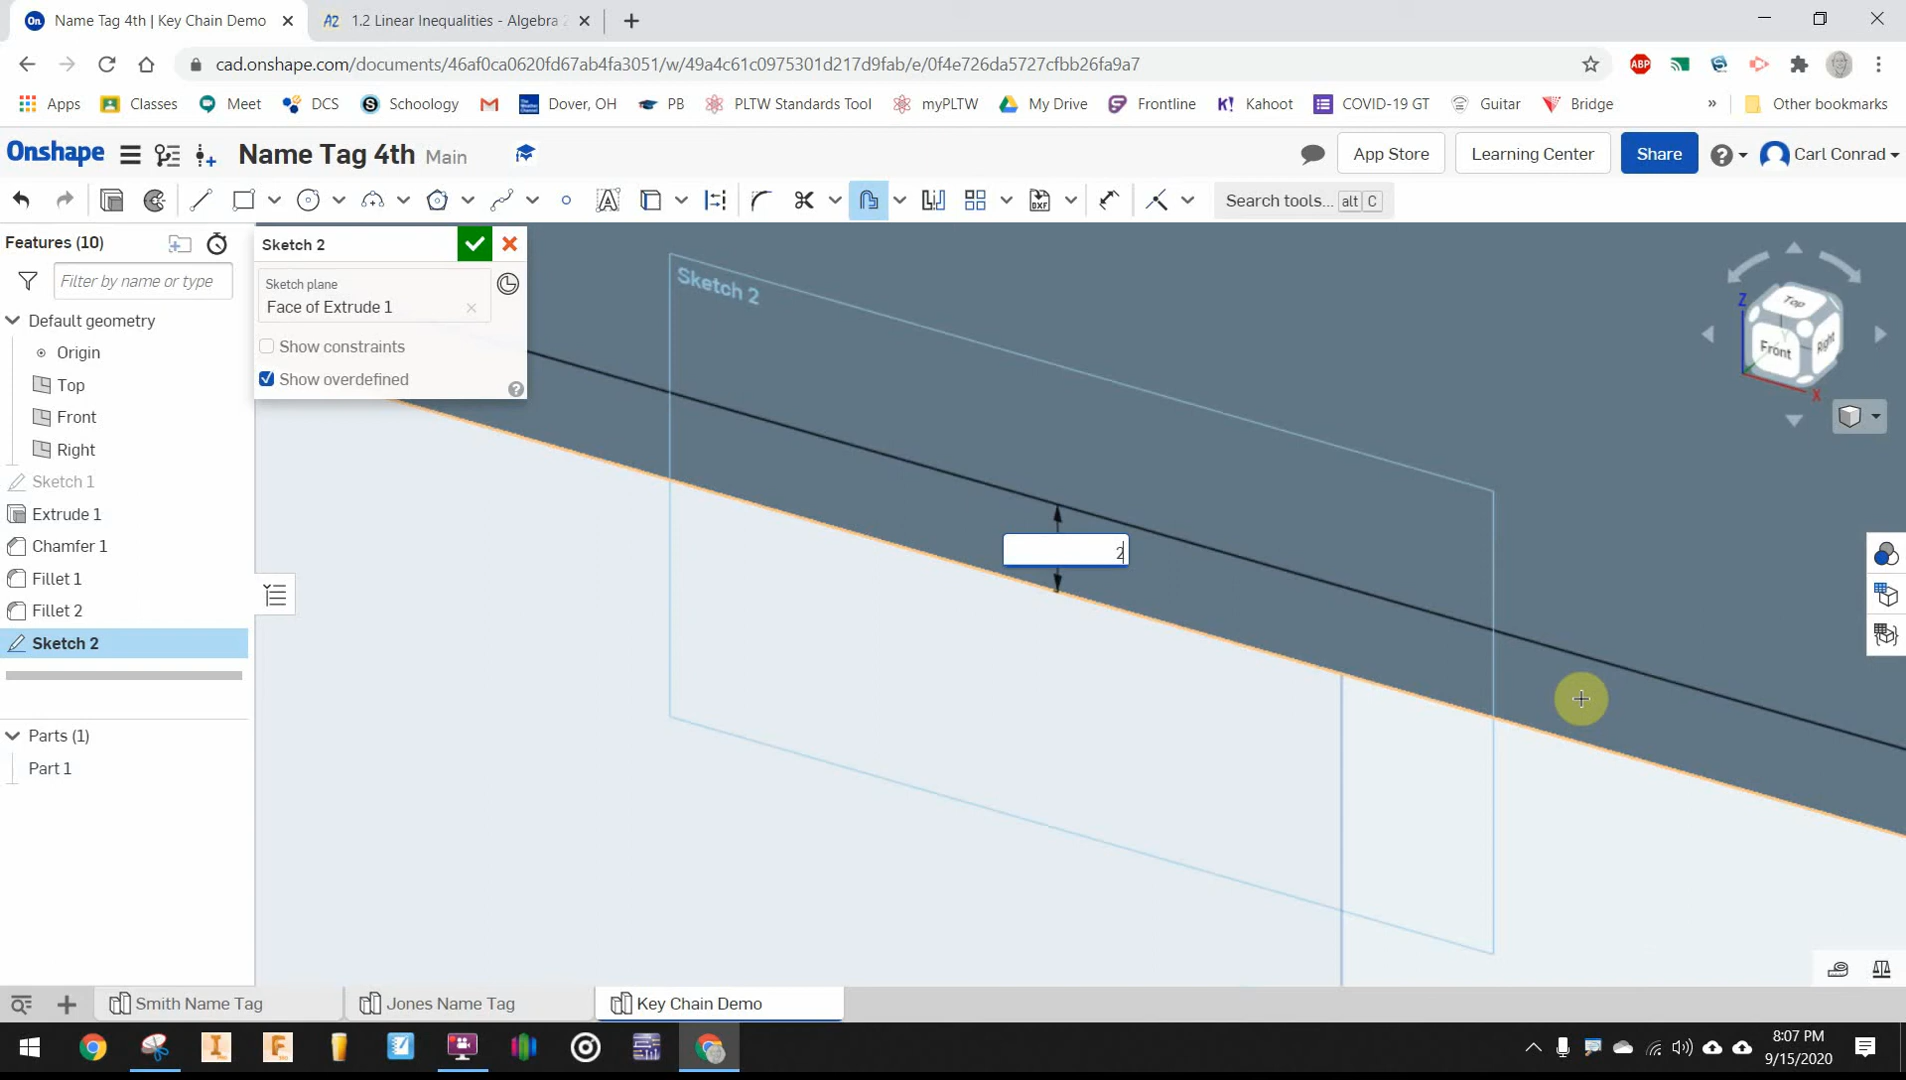 Name Tag 4th | Key Chain Demo
A2 1.2 Linear Inequalities - Algebra 2
cad.onshape.com/documents/46af0ca0620fd67ab4fa3051/w/49a4c61c0975301d217d9fab/e/0f4e726da5727cfbb26fa9a7
ABP
Apps Classes Meet DCS Schoology Dover, OH PB PLTW Standards Tool myPLTW My Drive Frontline Kahoot COVID-19 GT Guitar Bridge » Other bookmarks
Onshape Name Tag 4th Main App Store Learning Center Share Carl Conrad
Search tools... alt C
Features (10)
Filter by name or type
Default geometry
Origin
Top
Front
Right
Sketch 1
Extrude 1
Chamfer 1
Fillet 1
Fillet 2
Sketch 2
Parts (1)
Part 1
Sketch 2
Sketch plane
Face of Extrude 1
Show constraints
Show overdefined
Sketch 2
2
Z
Top
Front
Right
Y
X
Smith Name Tag
Jones Name Tag
Key Chain Demo
8:07 PM
9/15/2020